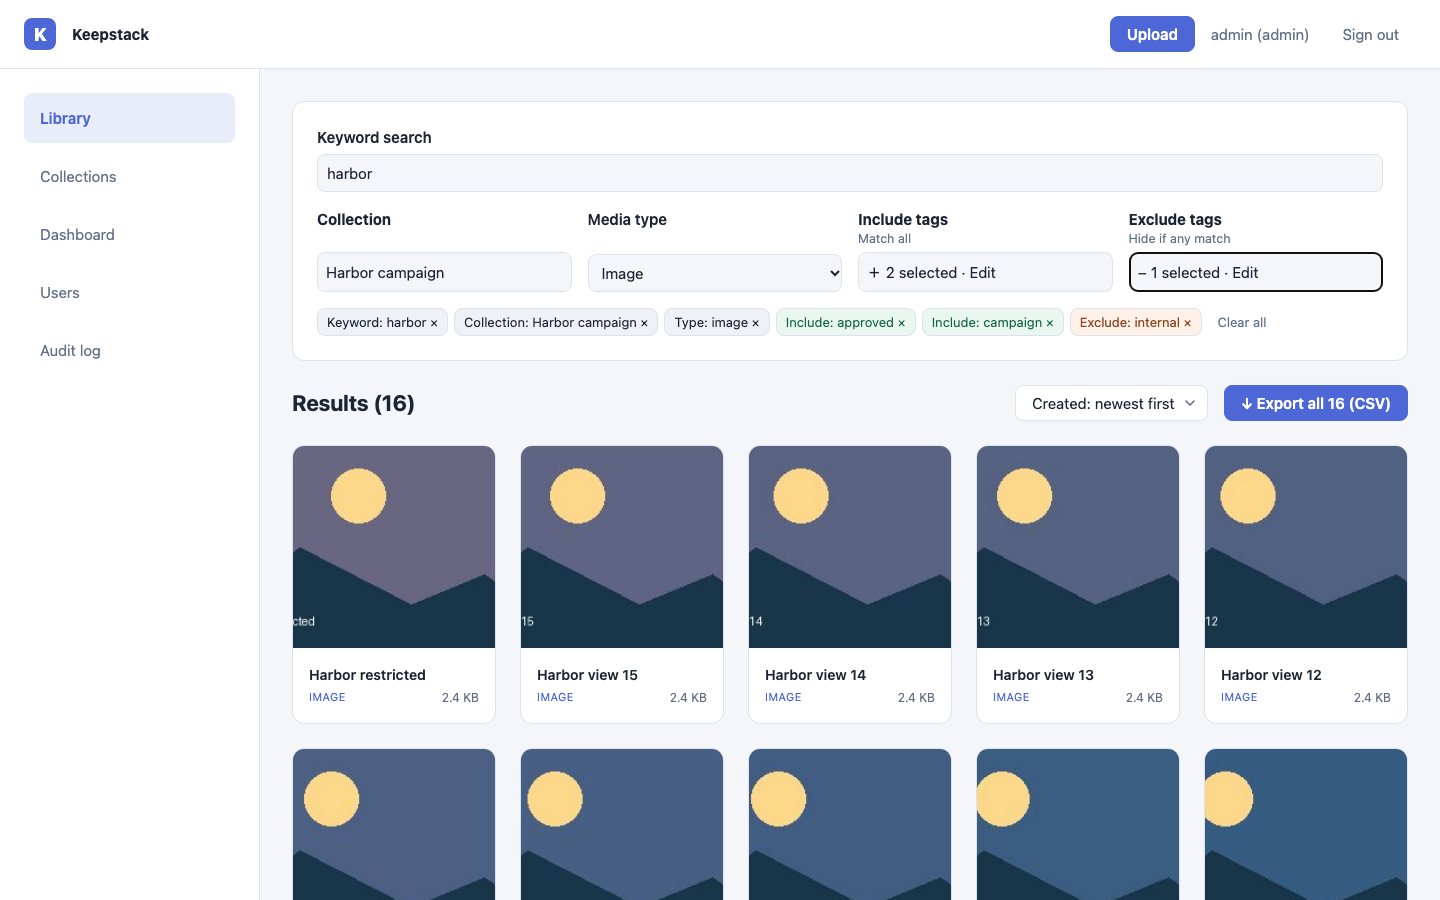 K Keepstack
Upload admin (admin) Sign out
Library
Collections
Dashboard
Users
Audit log
Keyword search
harbor
Collection Media type Include tags Exclude tags
Match all Hide if any match
Harbor campaign Image + 2 selected · Edit – 1 selected · Edit
Keyword: harbor × Collection: Harbor campaign × Type: image × Include: approved × Include: campaign × Exclude: internal × Clear all
Results (16) Created: newest first ↓ Export all 16 (CSV)
cted 15 14 13 12
Harbor restricted Harbor view 15 Harbor view 14 Harbor view 13 Harbor view 12
IMAGE 2.4 KB IMAGE 2.4 KB IMAGE 2.4 KB IMAGE 2.4 KB IMAGE 2.4 KB